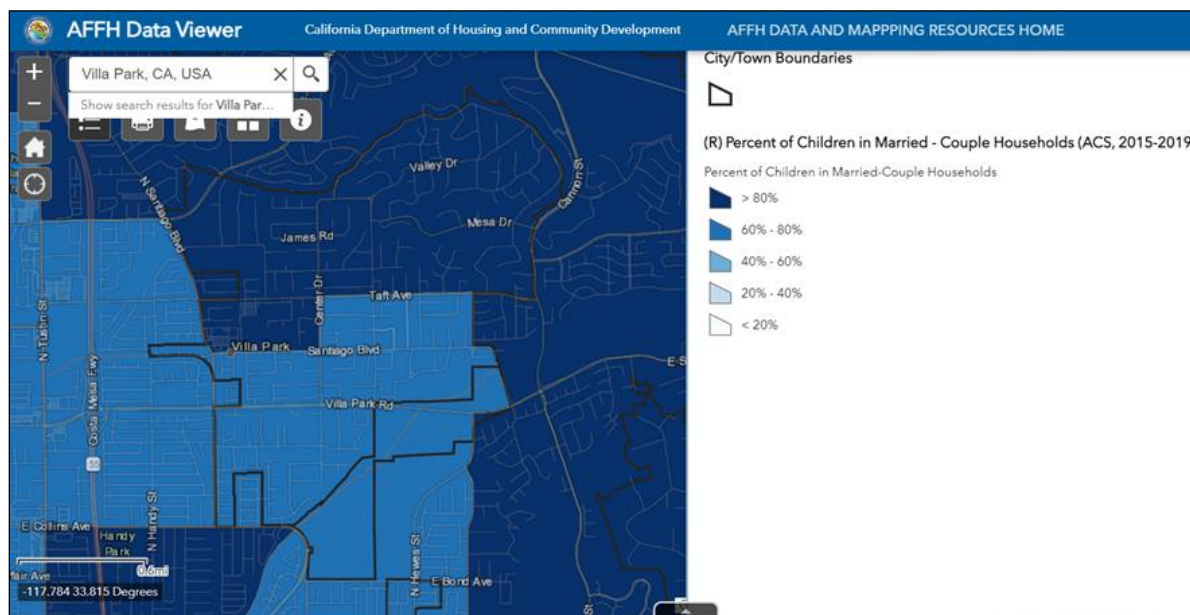 AFFH Data Viewer
California Department of Housing and Community Development
AFFH DATA AND MAPPPING RESOURCES HOME
Villa Park, CA, USA
Show search results for Villa Par...
City/Town Boundaries
(R) Percent of Children in Married - Couple Households (ACS, 2015-2019
Percent of Children in Married-Couple Households
> 80%
60% - 80%
40% - 60%
20% - 40%
< 20%
N Santiago Blvd
Valley Dr
Cannon St
Mesa Dr
James Rd
Center Dr
Taft Ave
N Tustin St
Villa Park
Santiago Blvd
E S
Costa Mesa Fwy
Villa Park Rd
55
E Collins Ave
Handy
Park
N Handy St
N Hewes St
E Bond Ave
0.6mi
-117.784 33.815 Degrees
St